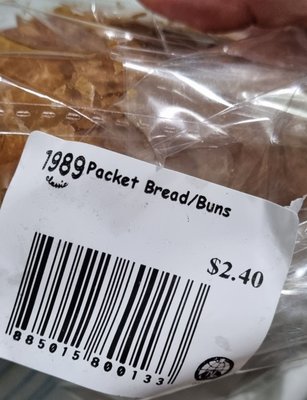 1989 Packet Bread/Buns
Classic
$2.40
885015800133